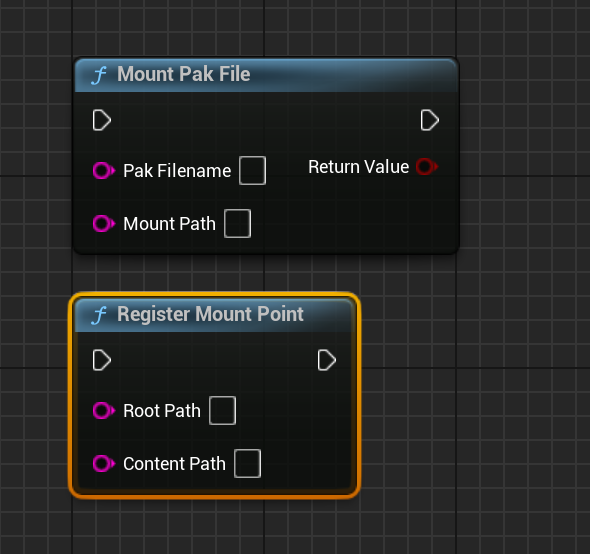 f Mount Pak File
Pak Filename
Return Value
Mount Path
f Register Mount Point
Root Path
Content Path